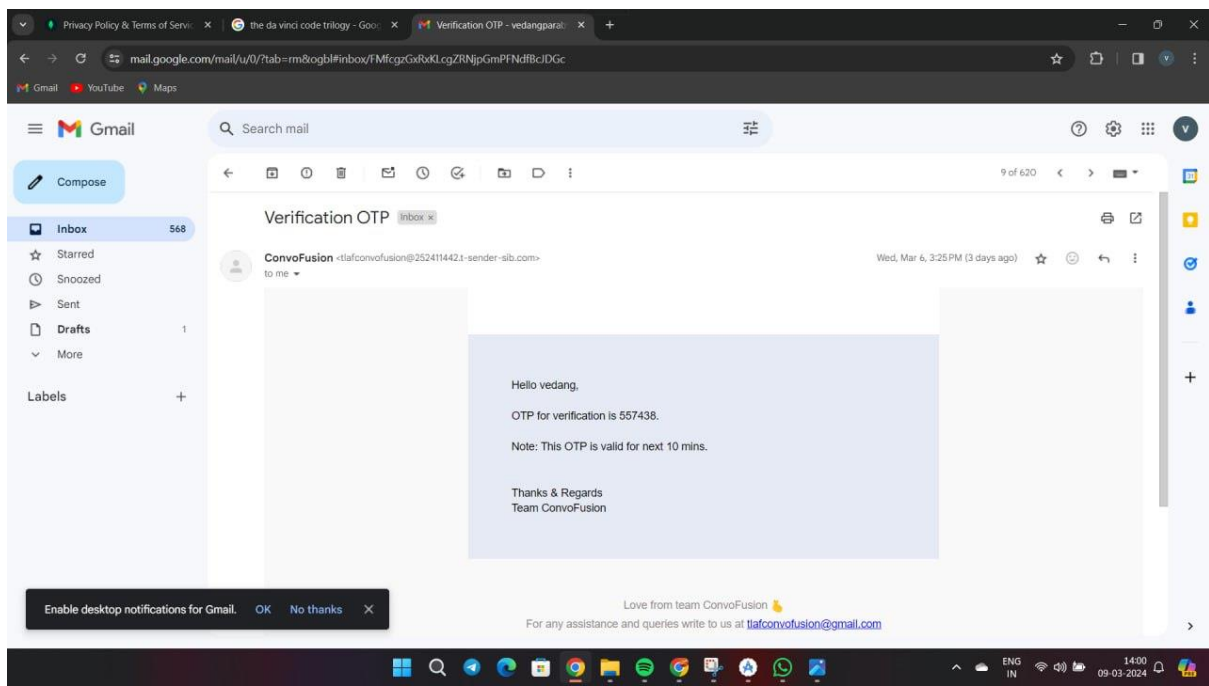 Privacy Policy & Terms of Servic
the da vinci code trilogy - Goog
Verification OTP - vedangparab
mail.google.com/mail/u/0/?tab=rm&ogbl#inbox/FMfcgzGxRxKLcgZRNjpGmPFNdfBcJDGc
Gmail YouTube Maps
Gmail
Search mail
Compose
9 of 620
Verification OTP Inbox ×
Inbox 568
Starred
Snoozed
Sent
Drafts 1
More
Labels
ConvoFusion <tlafconvofusion@252411442.t-sender-sib.com>
Wed, Mar 6, 3:25 PM (3 days ago)
to me
Hello vedang,
OTP for verification is 557438.
Note: This OTP is valid for next 10 mins.
Thanks & Regards
Team ConvoFusion
Love from team ConvoFusion
For any assistance and queries write to us at tlafconvofusion@gmail.com
Enable desktop notifications for Gmail. OK No thanks
ENG
IN
14:00
09-03-2024